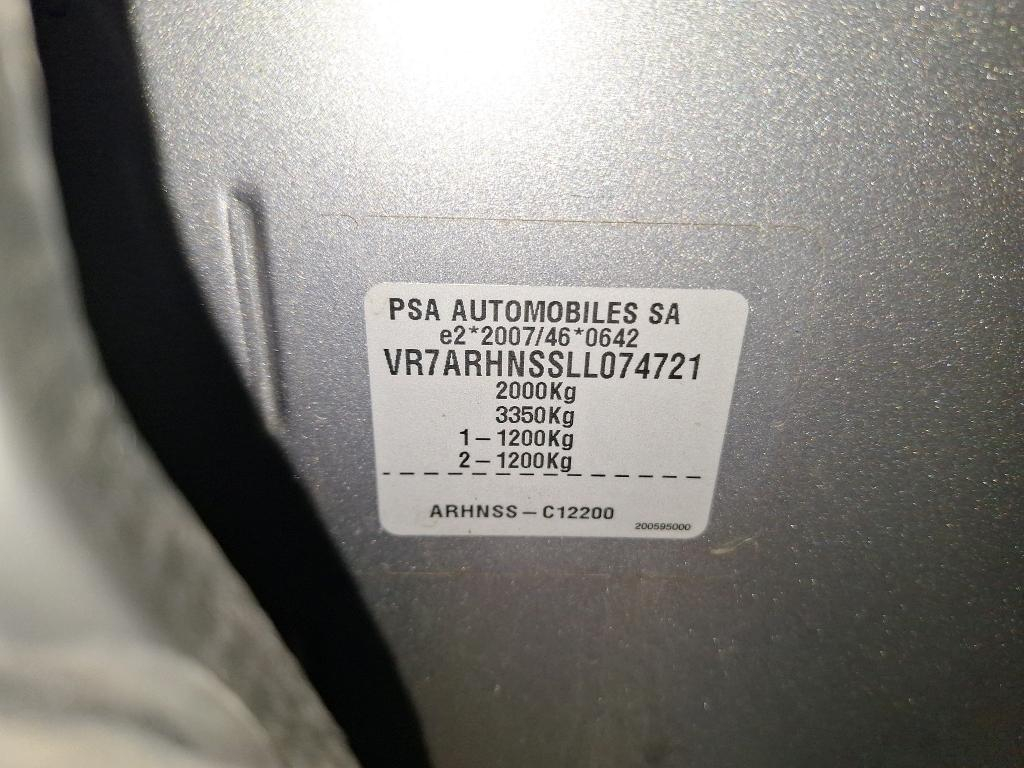 PSA AUTOMOBILES SA
e2*2007/46*0642
VR7ARHNSSLL074721
2000Kg
3350Kg
1-1200Kg
2-1200Kg
ARHNSS-C12200
200595000